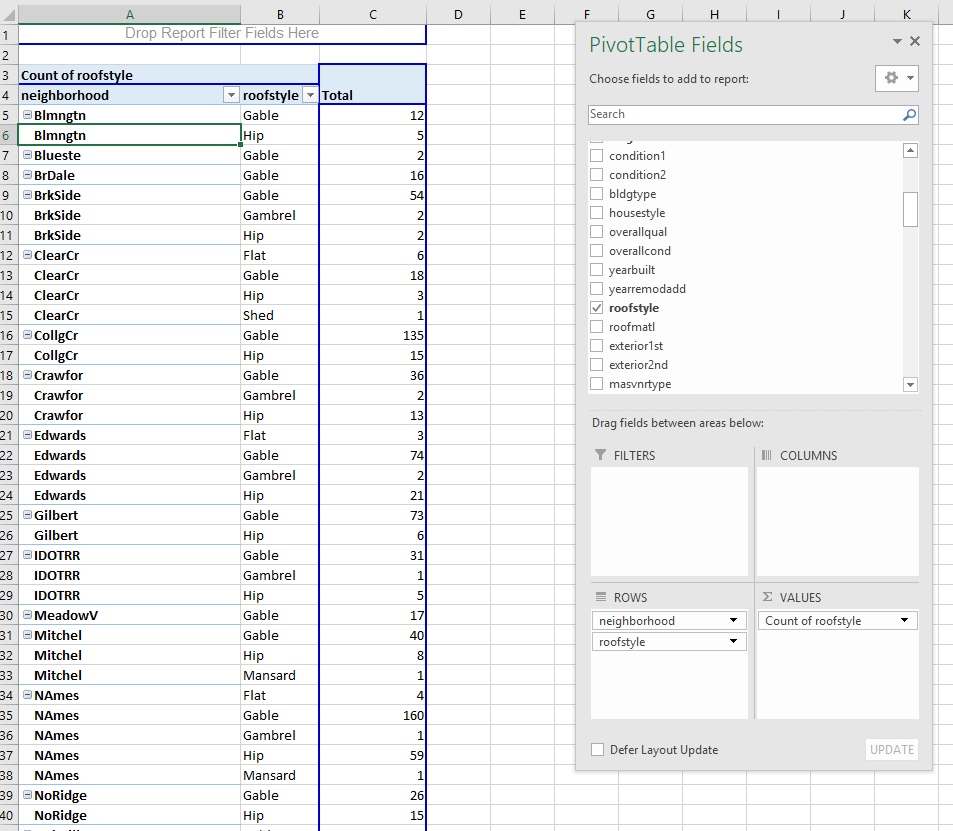 A B C D E F G H I J K
1 Drop Report Filter Fields Here
2
3 Count of roofstyle
4 neighborhood roofstyle Total
5 Blmngtn Gable 12
6 Blmngtn Hip 5
7 Blueste Gable 2
8 BrDale Gable 16
9 BrkSide Gable 54
10 BrkSide Gambrel 2
11 BrkSide Hip 2
12 ClearCr Flat 6
13 ClearCr Gable 18
14 ClearCr Hip 3
15 ClearCr Shed 1
16 CollgCr Gable 135
17 CollgCr Hip 15
18 Crawfor Gable 36
19 Crawfor Gambrel 2
20 Crawfor Hip 13
21 Edwards Flat 3
22 Edwards Gable 74
23 Edwards Gambrel 2
24 Edwards Hip 21
25 Gilbert Gable 73
26 Gilbert Hip 6
27 IDOTRR Gable 31
28 IDOTRR Gambrel 1
29 IDOTRR Hip 5
30 MeadowV Gable 17
31 Mitchel Gable 40
32 Mitchel Hip 8
33 Mitchel Mansard 1
34 NAmes Flat 4
35 NAmes Gable 160
36 NAmes Gambrel 1
37 NAmes Hip 59
38 NAmes Mansard 1
39 NoRidge Gable 26
40 NoRidge Hip 15
PivotTable Fields
Choose fields to add to report:
Search
condition1
condition2
bldgtype
housestyle
overallqual
overallcond
yearbuilt
yearremodadd
roofstyle
roofmatl
exterior1st
exterior2nd
masvnrtype
Drag fields between areas below:
FILTERS
COLUMNS
ROWS
neighborhood
roofstyle
Σ VALUES
Count of roofstyle
Defer Layout Update
UPDATE